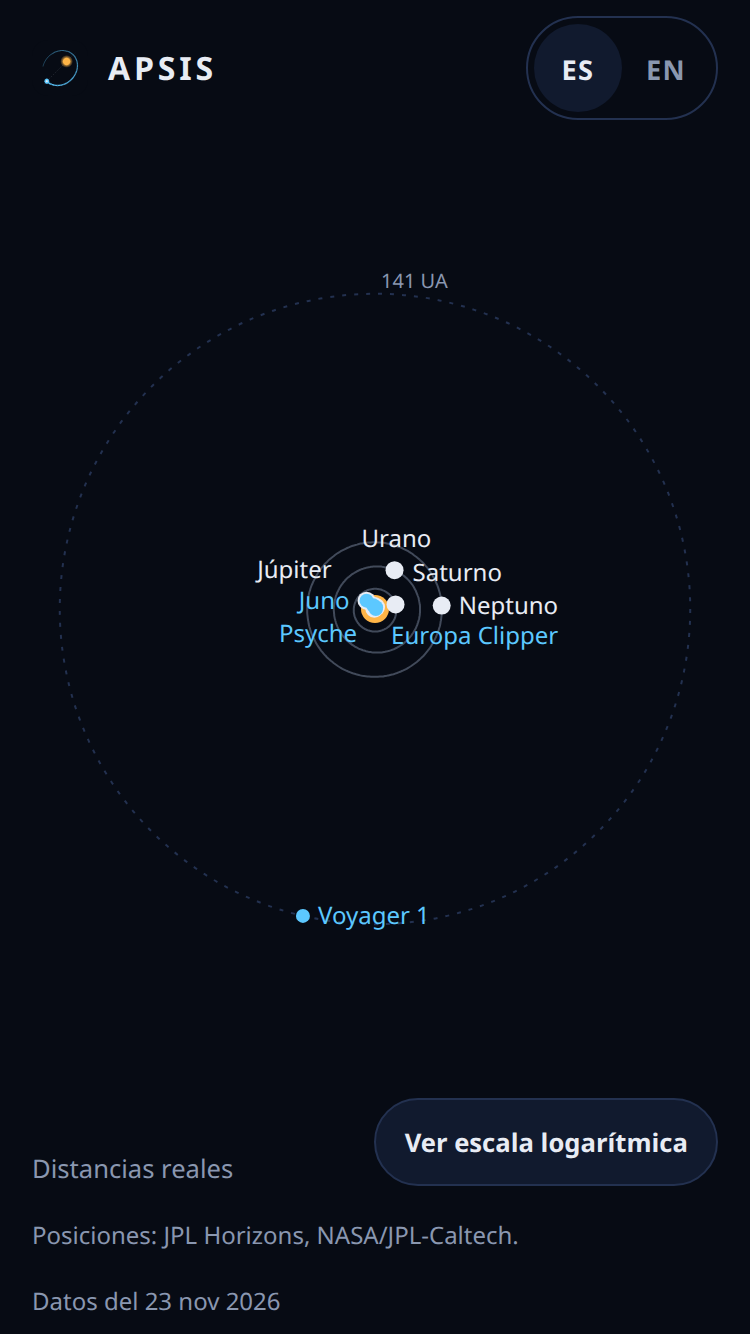 APSIS
ES EN
141 UA
Urano
Júpiter
Saturno
Juno
Neptuno
Psyche
Europa Clipper
Voyager 1
Ver escala logarítmica
Distancias reales
Posiciones: JPL Horizons, NASA/JPL-Caltech.
Datos del 23 nov 2026